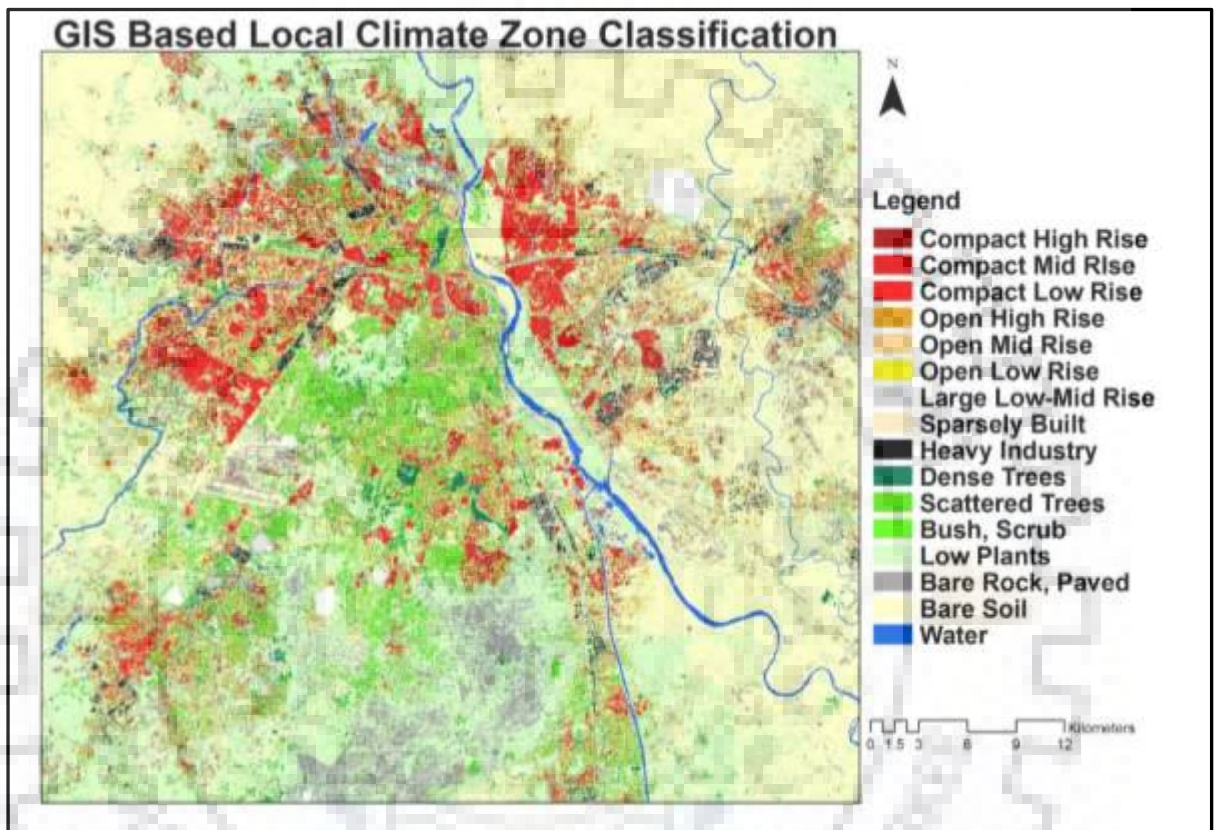 GIS Based Local Climate Zone Classification
N
Legend
Compact High Rise
Compact Mid RIse
Compact Low Rise
Open High Rise
Open Mid Rise
Open Low Rise
Large Low-Mid Rise
Sparsely Built
Heavy Industry
Dense Trees
Scattered Trees
Bush, Scrub
Low Plants
Bare Rock, Paved
Bare Soil
Water
Kilometers
0 1.5 3 6 9 12